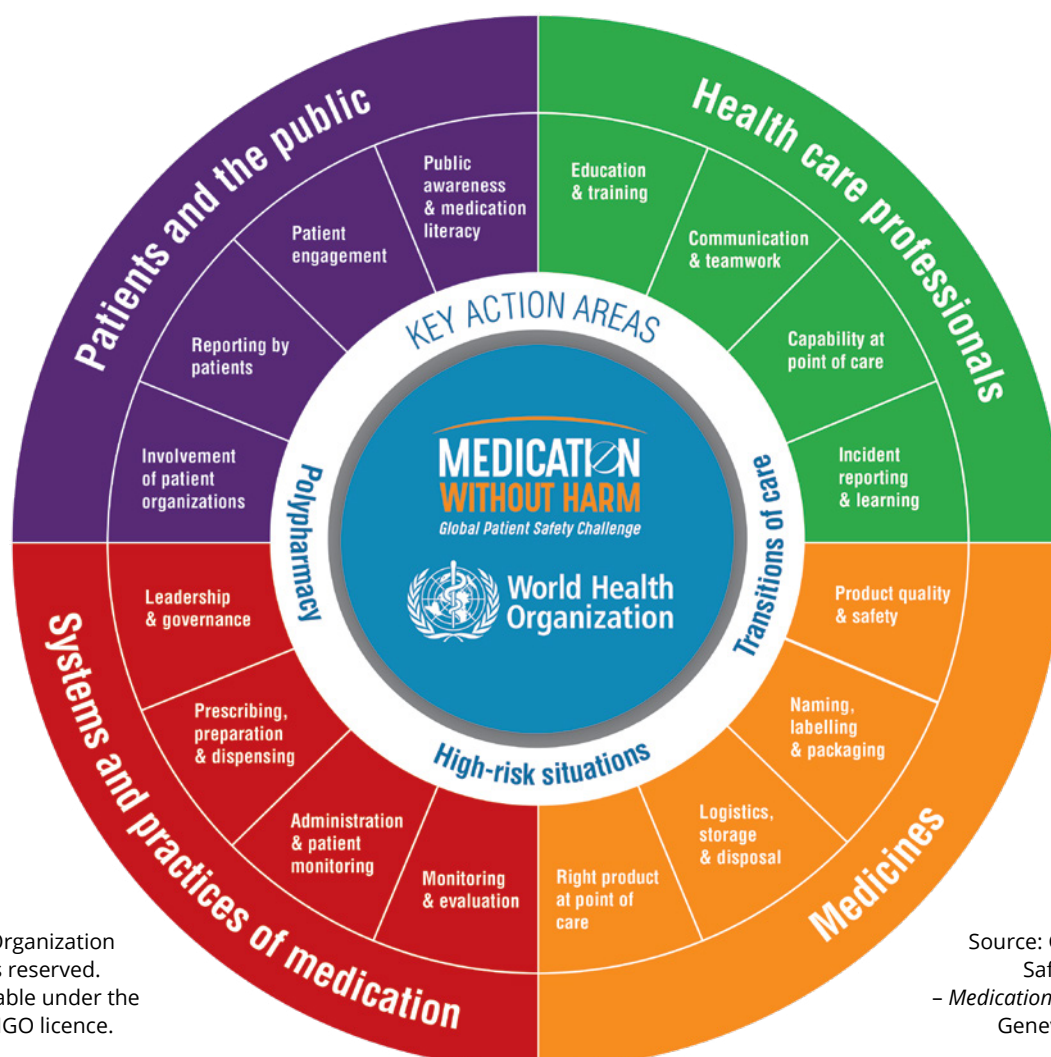 Patients and the public
Public
awareness
& medication
literacy
Patient
engagement
Reporting by
patients
Involvement
of patient
organizations
Health care professionals
Education
& training
Communication
& teamwork
Capability at
point of care
Incident
reporting
& learning
KEY ACTION AREAS
Polypharmacy
Transitions of care
High-risk situations
MEDICATION
WITHOUT HARM
Global Patient Safety Challenge
World Health
Organization
Systems and practices of medication
Leadership
& governance
Prescribing,
preparation
& dispensing
Administration
& patient
monitoring
Monitoring
& evaluation
Medicines
Product quality
& safety
Naming,
labelling
& packaging
Logistics,
storage
& disposal
Right product
at point of
care
Organization
reserved.
under the
licence.
Source:
– Medication